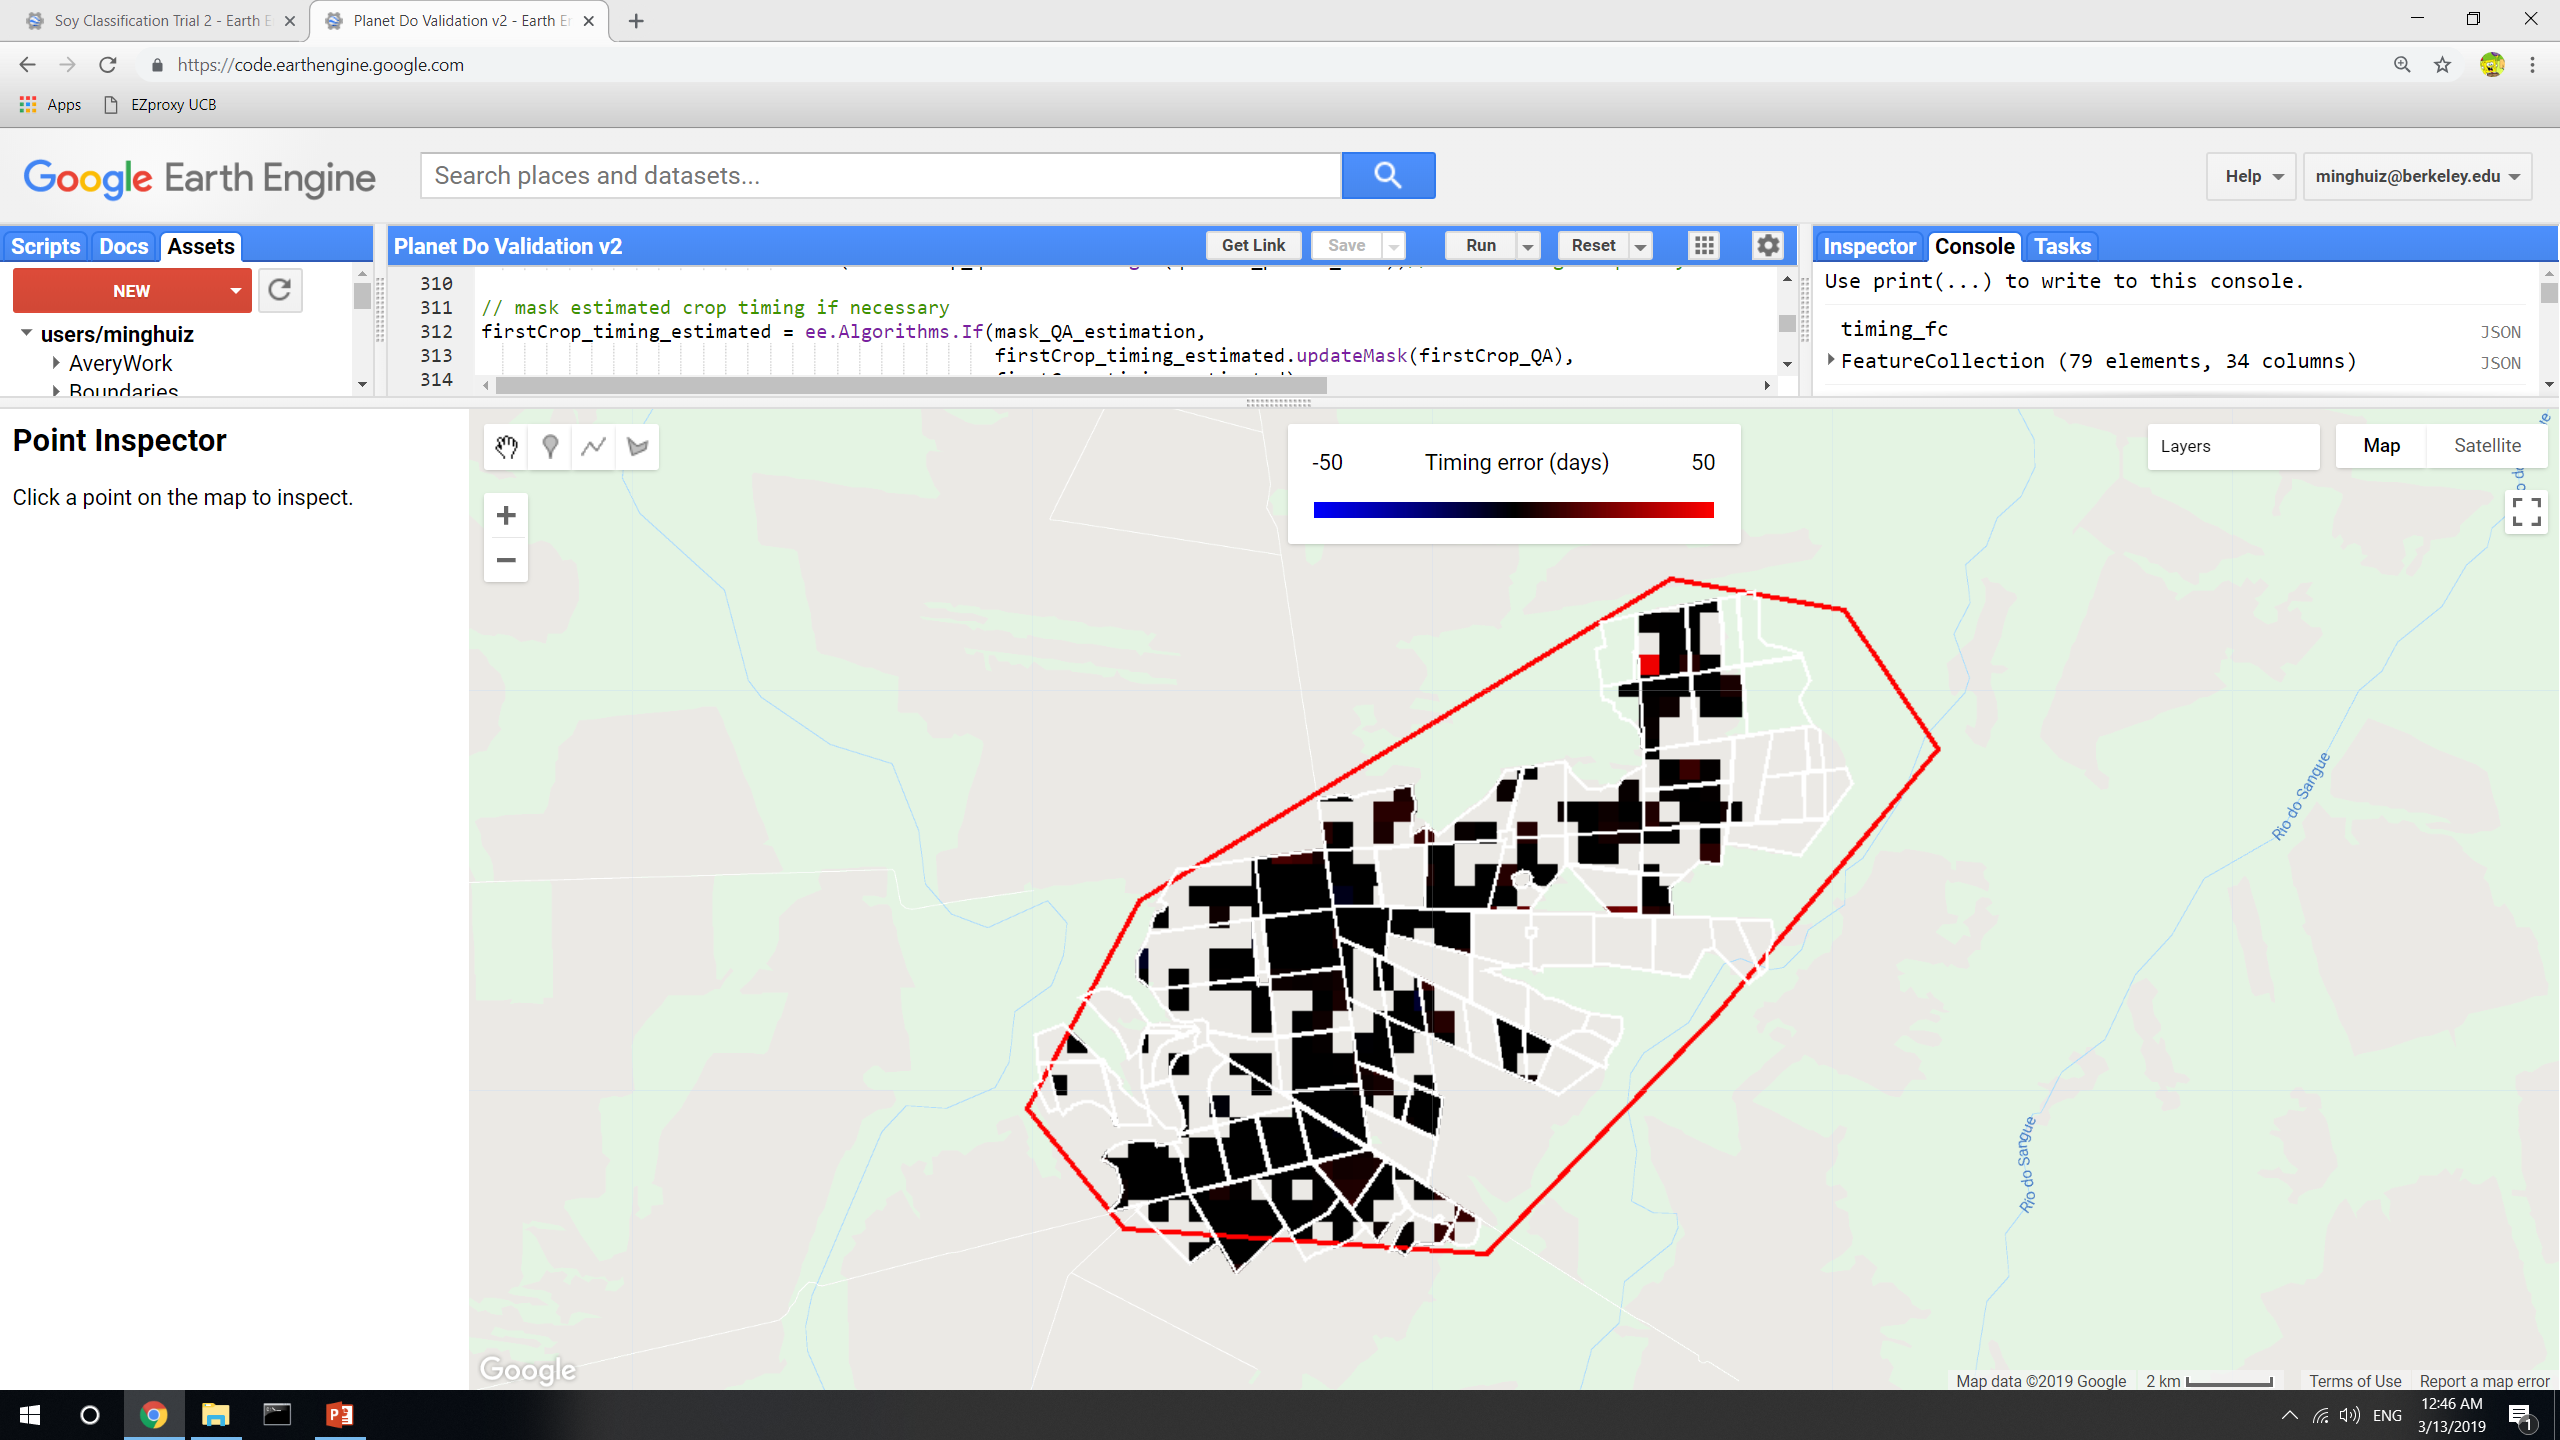 Soy Classification Trial 2 - Earth E
Planet Do Validation v2 - Earth E
https://code.earthengine.google.com
Apps
EZproxy UCB
Google Earth Engine
Search places and datasets...
Help
minghuiz@berkeley.edu
Scripts
Docs
Assets
Planet Do Validation v2
Get Link
Save
Run
Reset
Inspector
Console
Tasks
NEW
users/minghuiz
AveryWork
Boundaries
310
311 // mask estimated crop timing if necessary
312 firstCrop_timing_estimated = ee.Algorithms.If(mask_QA_estimation,
313 firstCrop_timing_estimated.updateMask(firstCrop_QA),
314
Use print(...) to write to this console.
timing_fc
JSON
FeatureCollection (79 elements, 34 columns)
JSON
Point Inspector
Click a point on the map to inspect.
-50 Timing error (days) 50
Layers
Map
Satellite
Rio do Sangue
Rio do Sangue
Google
Map data ©2019 Google
2 km
Terms of Use
Report a map error
ENG
12:46 AM
3/13/2019
1